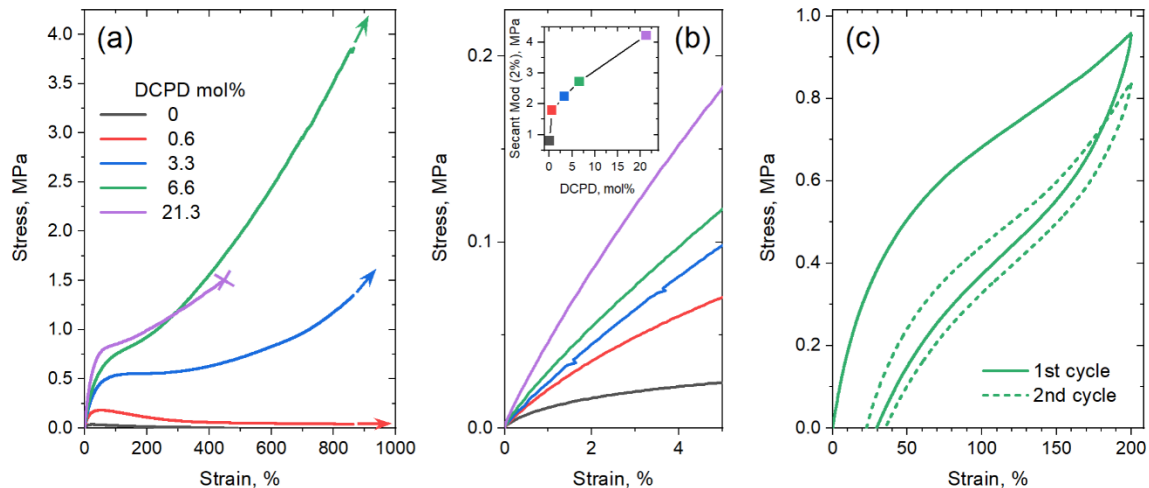 (a)
DCPD mol%
0
0.6
3.3
6.6
21.3
Stress, MPa
4.0
3.5
3.0
2.5
2.0
1.5
1.0
0.5
0.0
0 200 400 600 800 1000
Strain, %
(b)
Secant Mod (2%), MPa
4
3
2
1
0 5 10 15 20
DCPD, mol%
Stress, MPa
0.2
0.1
0.0
0 2 4
Strain, %
(c)
Stress, MPa
1.0
0.8
0.6
0.4
0.2
0.0
0 50 100 150 200
Strain, %
1st cycle
2nd cycle